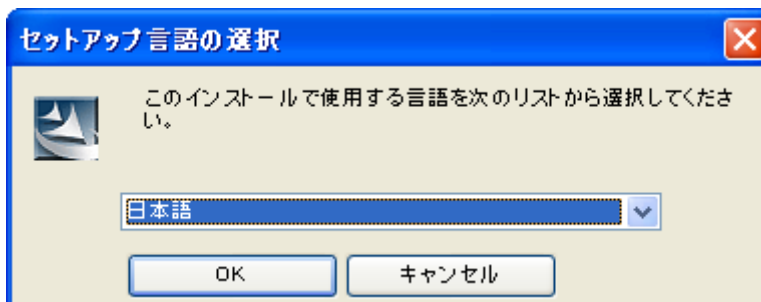 セットアップ言語の選択
このインストールで使用する言語を次のリストから選択してくださ
い。
日本語
OK
キャンセル